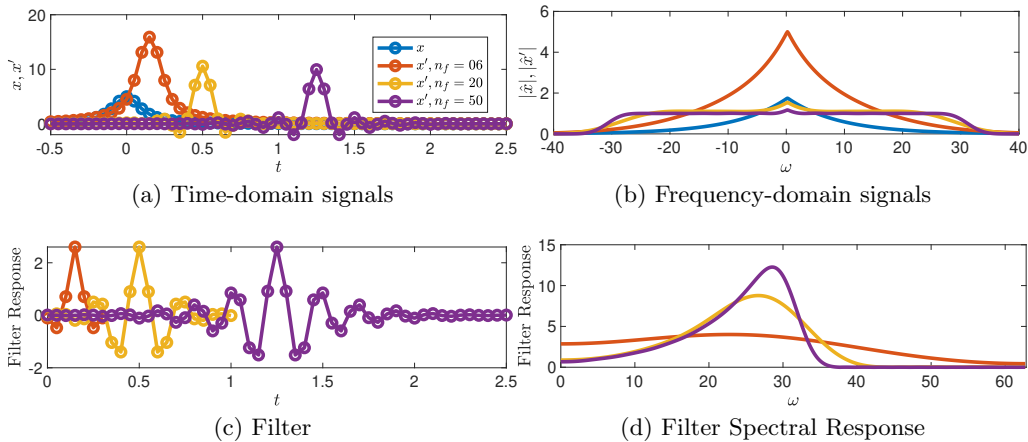 20
10
0
x, x′
0 0.5 1 1.5 2 2.5
t
x
x′, n_f = 06
x′, n_f = 20
x′, n_f = 50
(a) Time-domain signals
6
4
2
0
|x̂|, |x̂′|
-40 -30 -20 -10 0 10 20 30 40
ω
(b) Frequency-domain signals
2
0
-2
Filter Response
0 0.5 1.0 1.5 2 2.5
t
(c) Filter
15
10
5
0
Filter Response
0 10 20 30 40 50 60
ω
(d) Filter Spectral Response